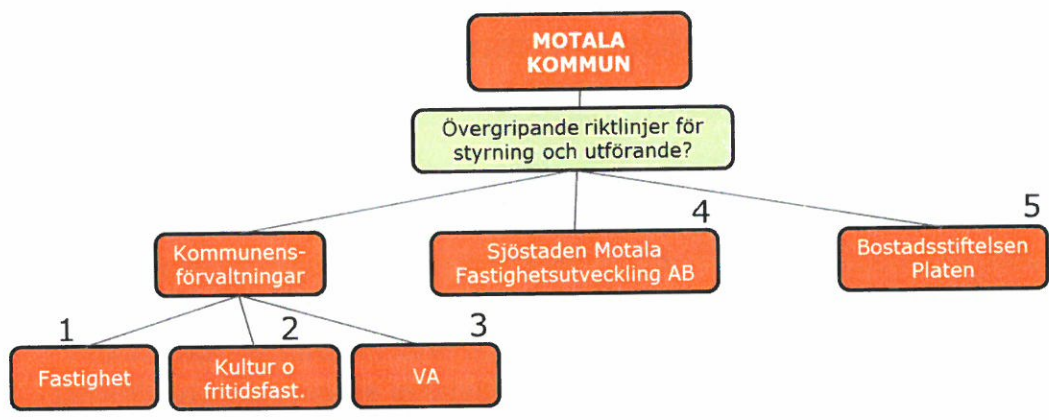 MOTALA
KOMMUN
Övergripande riktlinjer för
styrning och utförande?
Kommunens-
förvaltningar
4
Sjöstaden Motala
Fastighetsutveckling AB
5
Bostadsstiftelsen
Platen
1
Fastighet
2
Kultur o
fritidsfast.
3
VA